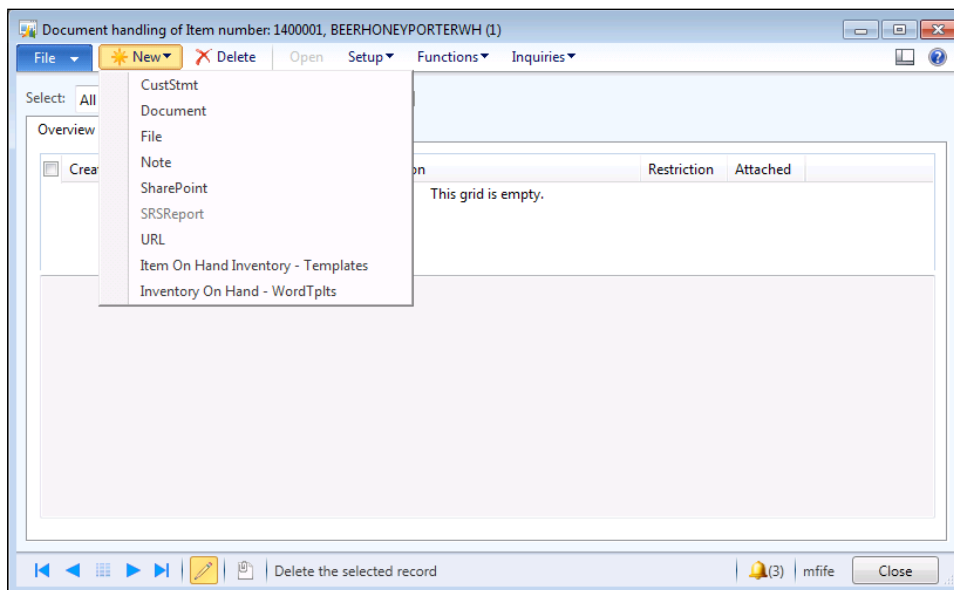 Document handling of Item number: 1400001, BEERHONEYPORTERWH (1)
File New Delete Open Setup Functions Inquiries
Select: All
CustStmt
Document
Overview
File
Note
Restriction Attached
SharePoint
This grid is empty.
SRSReport
URL
Item On Hand Inventory - Templates
Inventory On Hand - WordTplts
Delete the selected record (3) mfife Close